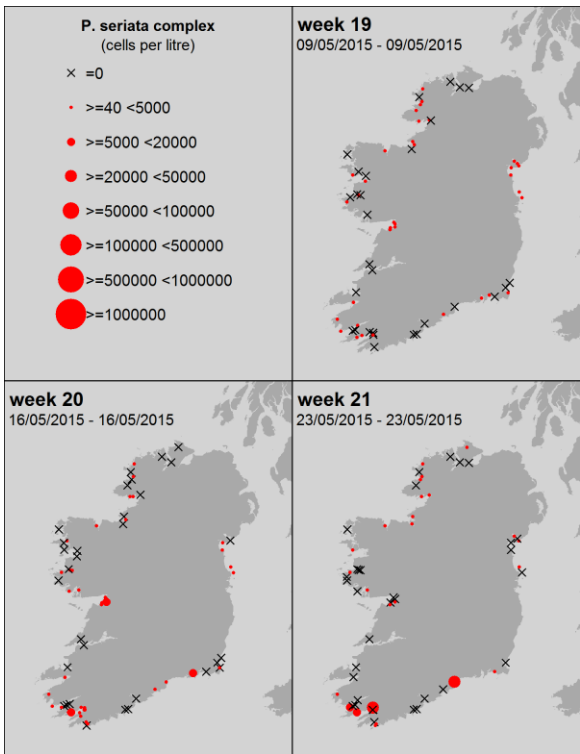 P. seriata complex
(cells per litre)
=0
>=40 <5000
>=5000 <20000
>=20000 <50000
>=50000 <100000
>=100000 <500000
>=500000 <1000000
>=1000000
week 19
09/05/2015 - 09/05/2015
week 20
16/05/2015 - 16/05/2015
week 21
23/05/2015 - 23/05/2015